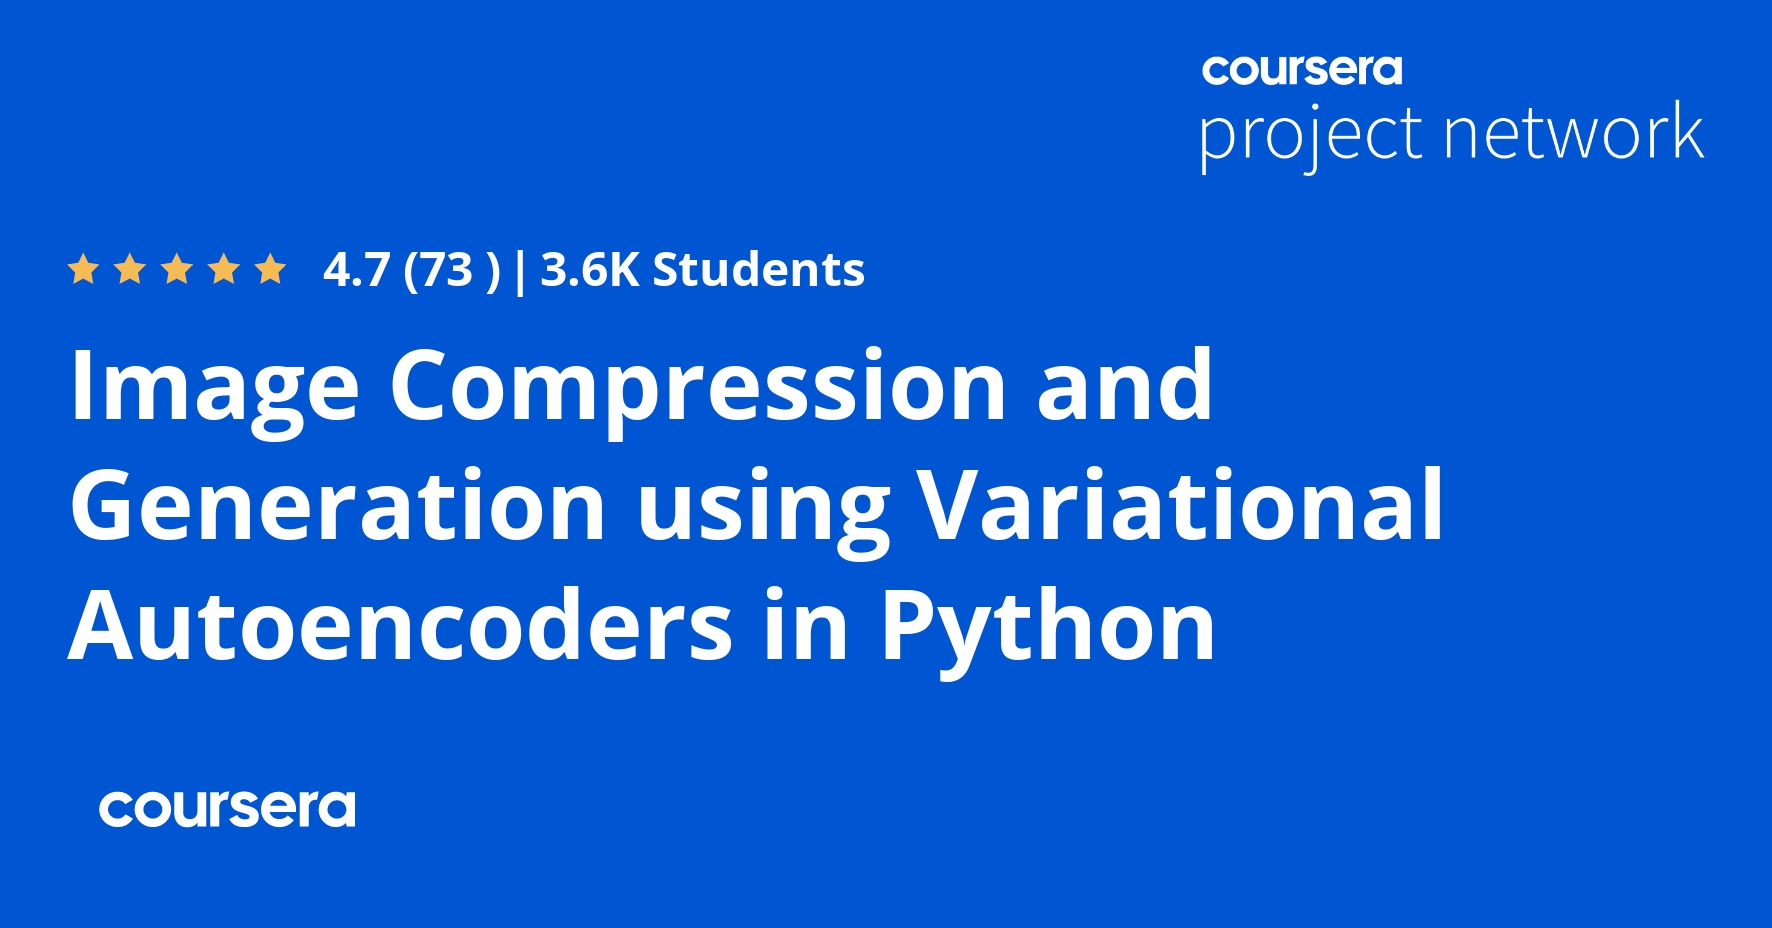 coursera
project network
4.7 (73 ) | 3.6K Students
Image Compression and
Generation using Variational
Autoencoders in Python
coursera